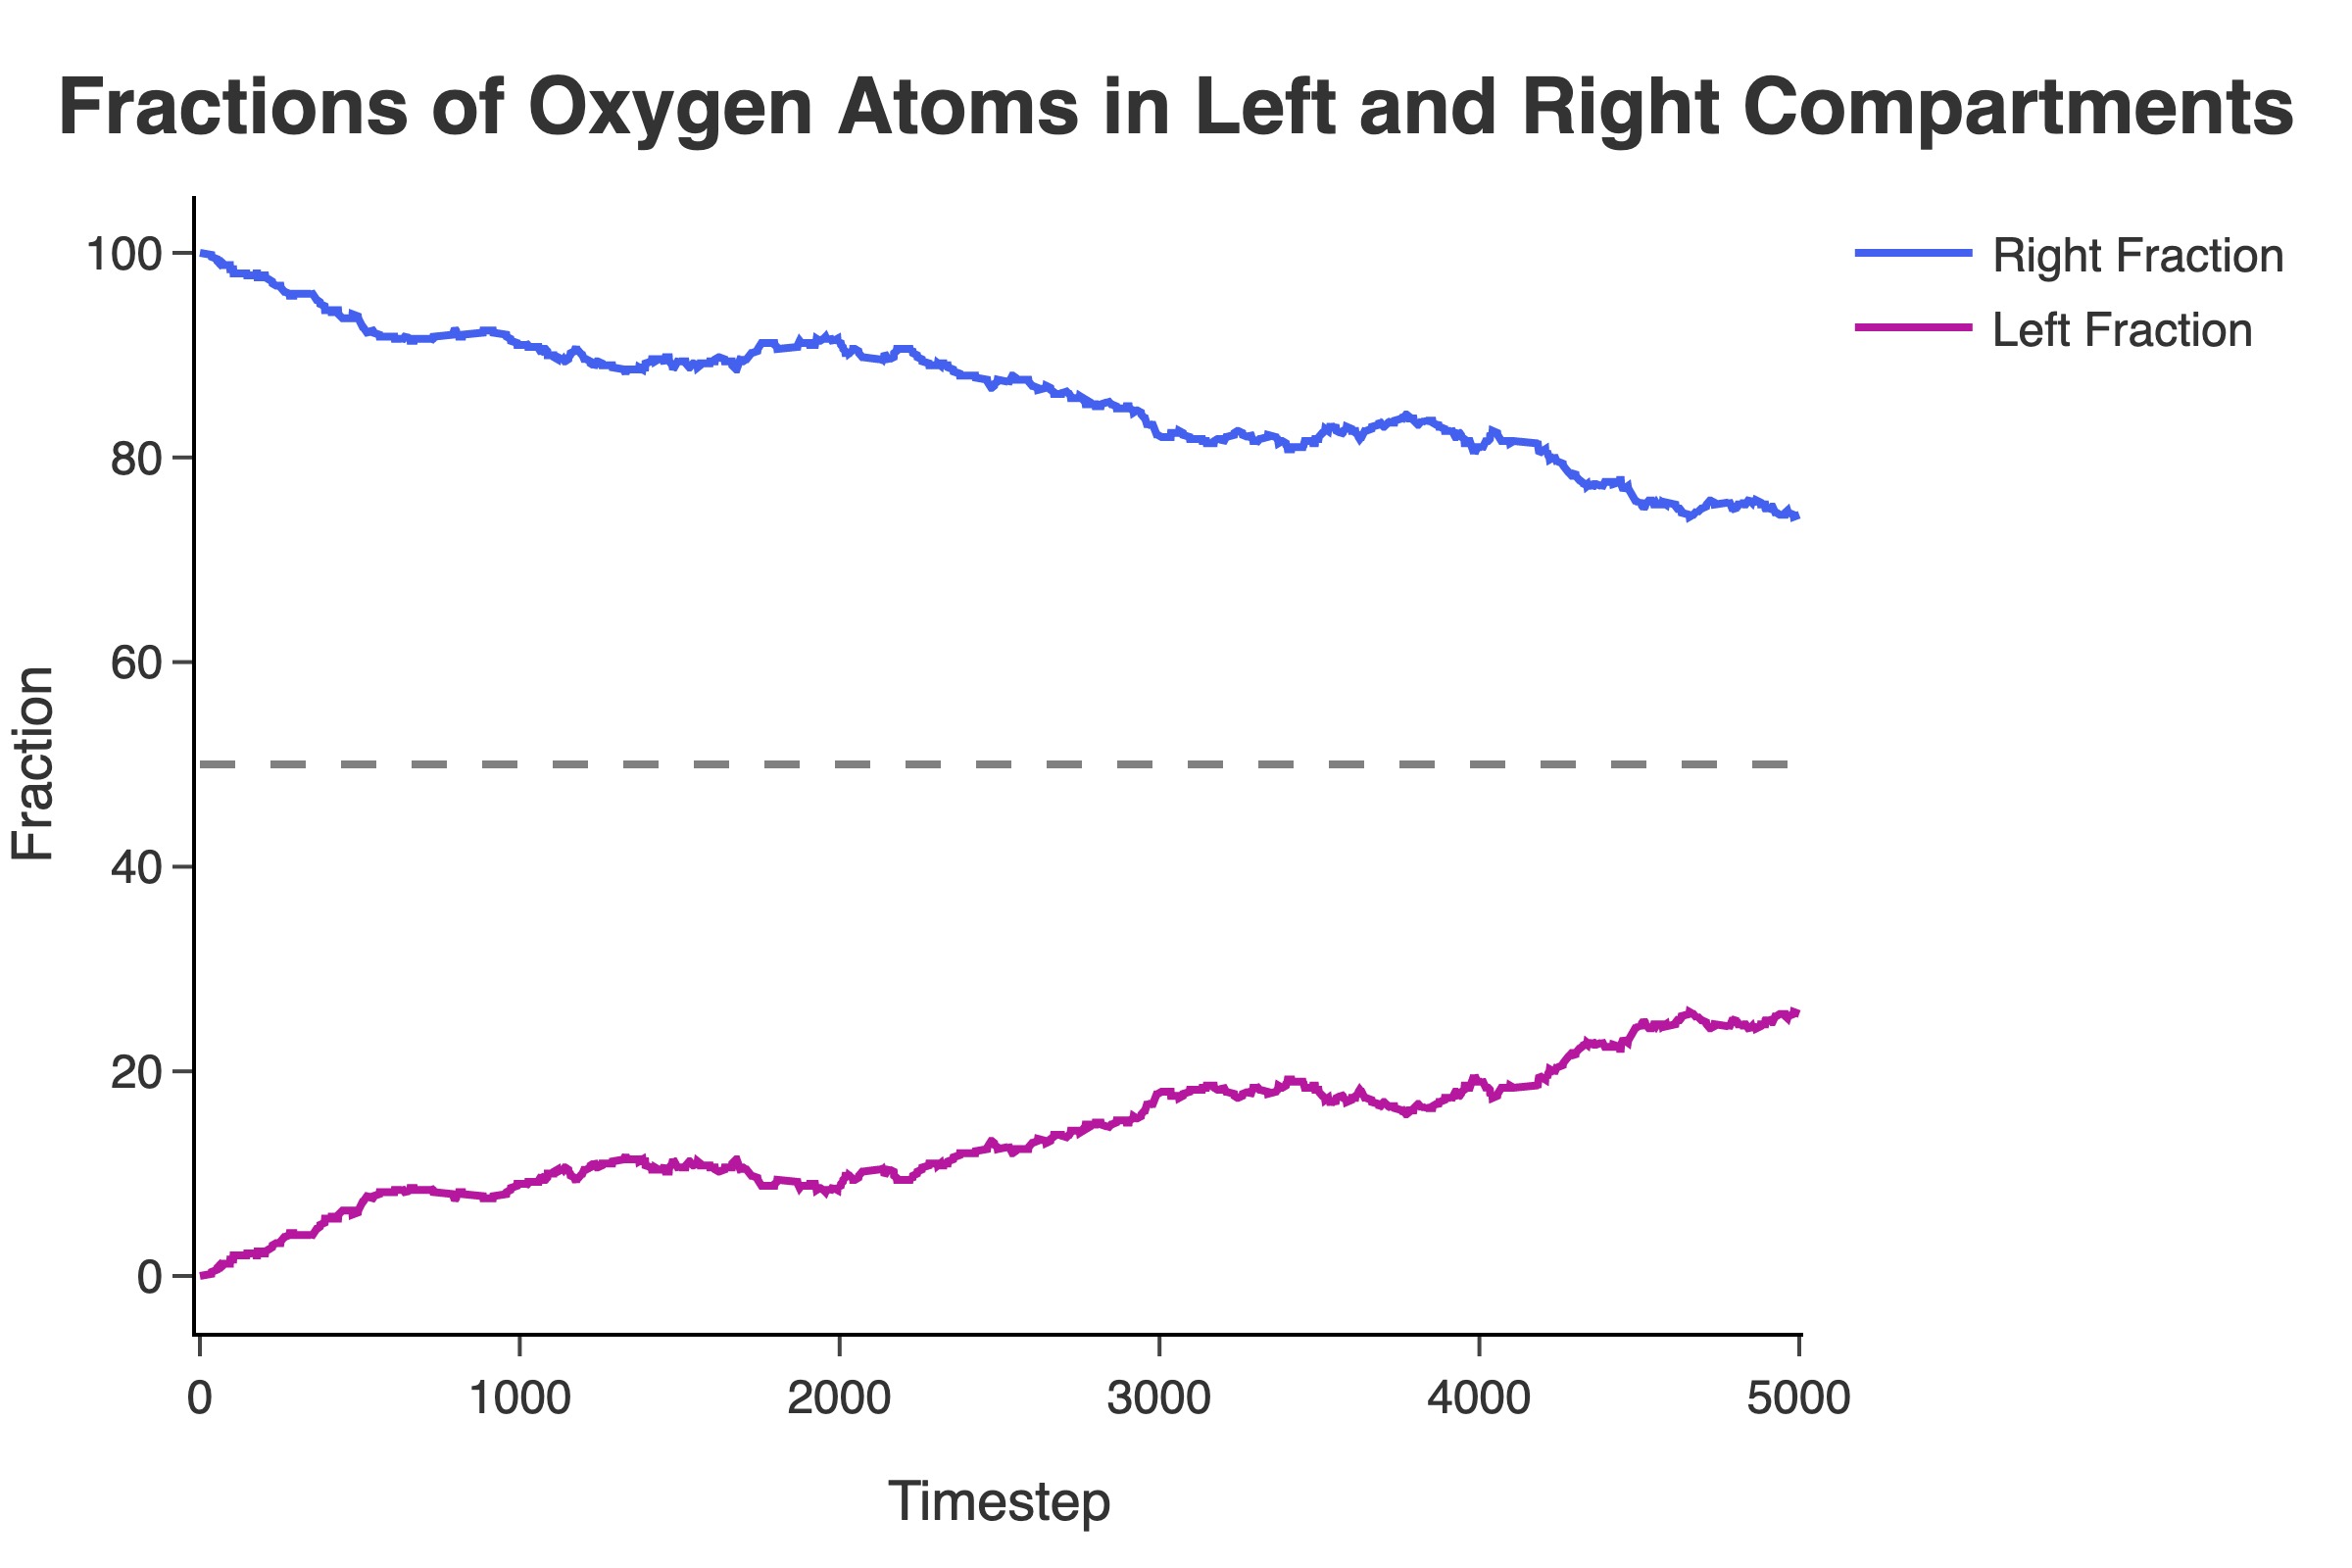 Fractions of Oxygen Atoms in Left and Right Compartments
Right Fraction
Left Fraction
100
80
60
40
20
0
Fraction
0 1000 2000 3000 4000 5000
Timestep